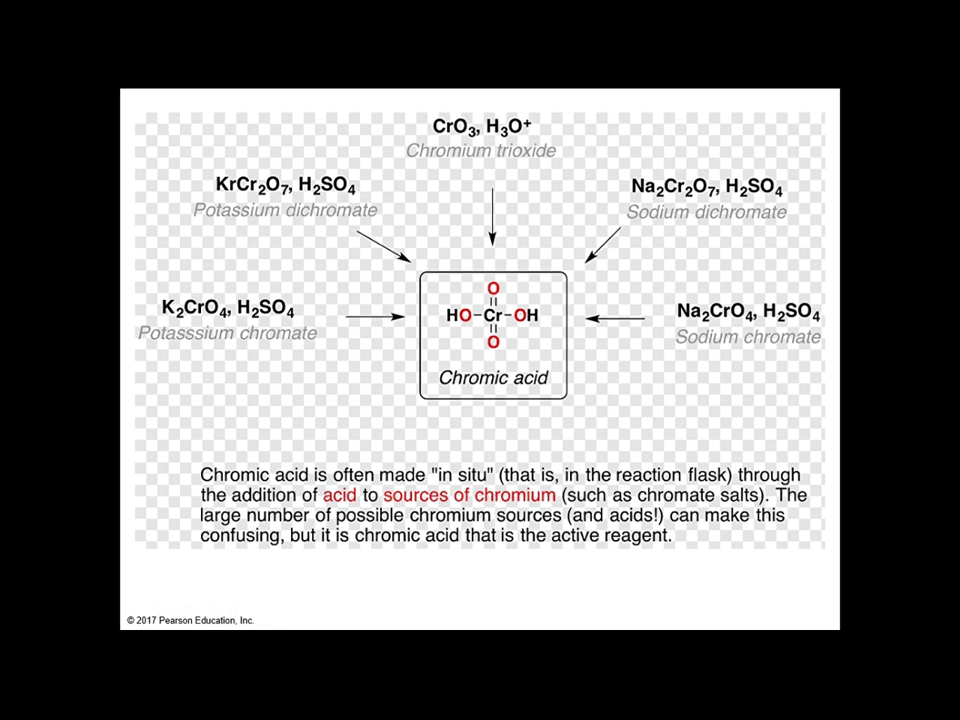 CrO₃, H₃O⁺
Chromium trioxide
KrCr₂O₇, H₂SO₄
Potassium dichromate
Na₂Cr₂O₇, H₂SO₄
Sodium dichromate
K₂CrO₄, H₂SO₄
Potasssium chromate
O
HO–Cr–OH
O
Chromic acid
Na₂CrO₄, H₂SO₄
Sodium chromate
Chromic acid is often made "in situ" (that is, in the reaction flask) through
the addition of acid to sources of chromium (such as chromate salts). The
large number of possible chromium sources (and acids!) can make this
confusing, but it is chromic acid that is the active reagent.
© 2017 Pearson Education, Inc.